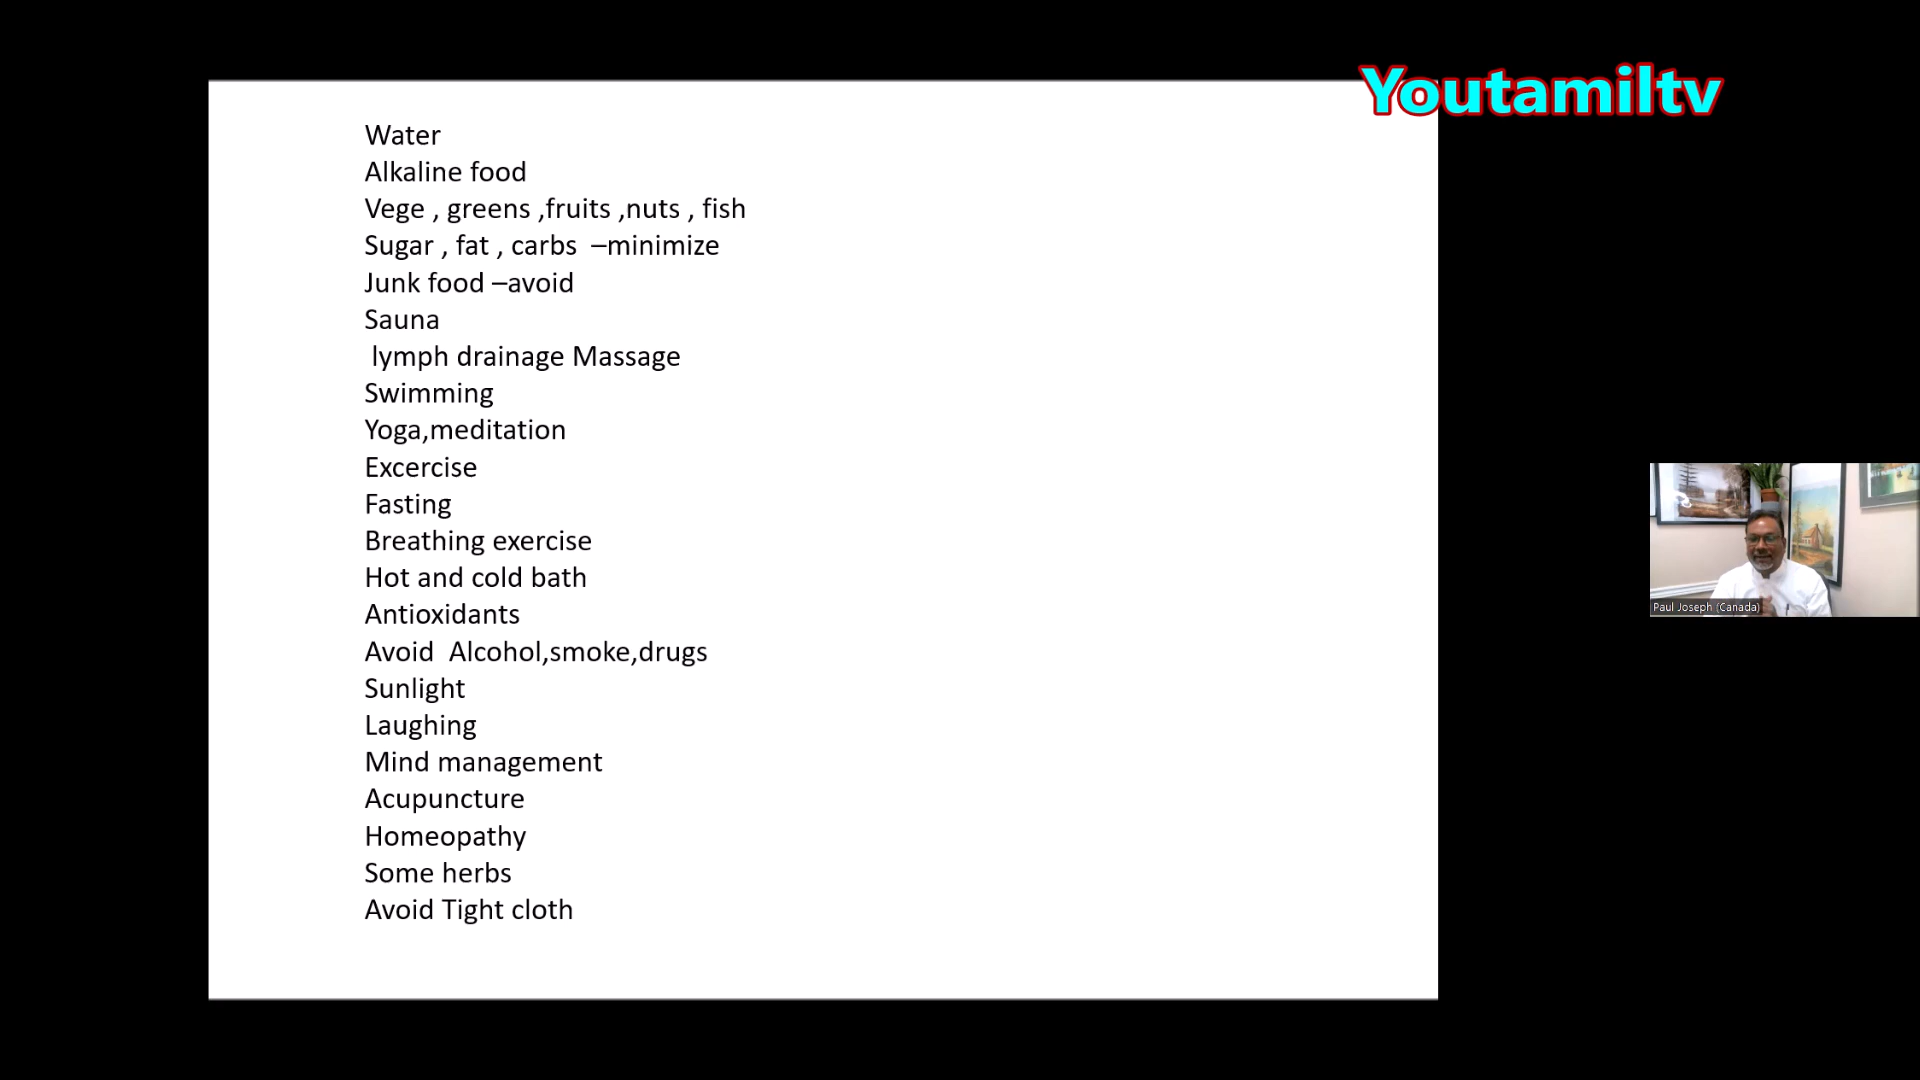 Youtamiltv
Water
Alkaline food
Vege , greens ,fruits ,nuts , fish
Sugar , fat , carbs  –minimize
Junk food –avoid
Sauna
lymph drainage Massage
Swimming
Yoga,meditation
Excercise
Fasting
Breathing exercise
Hot and cold bath
Antioxidants
Avoid  Alcohol,smoke,drugs
Sunlight
Laughing
Mind management
Acupuncture
Homeopathy
Some herbs
Avoid Tight cloth
Paul Joseph (Canada)